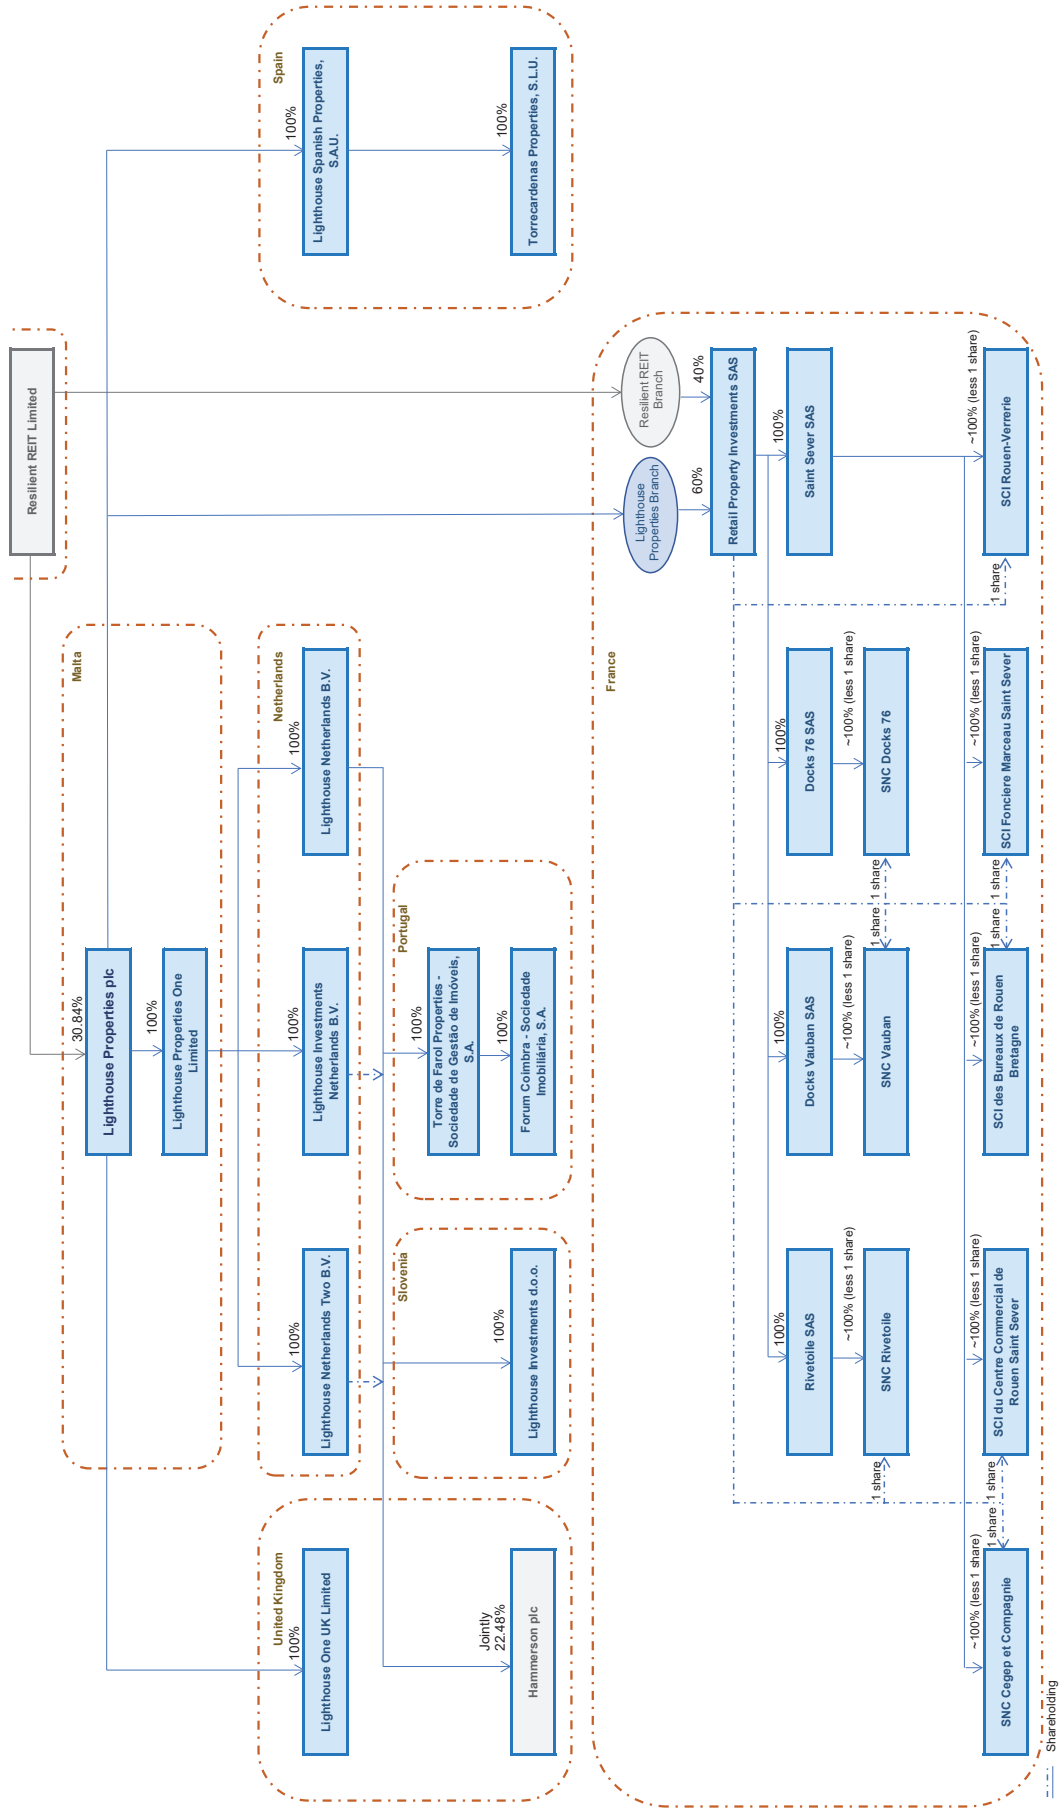 Resilient REIT Limited
Malta
30.84%
Lighthouse Properties plc
100%
Lighthouse Properties One
Limited
United Kingdom
100%
Lighthouse One UK Limited
Jointly
22.48%
Hammerson plc
Netherlands
100%
Lighthouse Netherlands Two B.V.
100%
Lighthouse Investments
Netherlands B.V.
100%
Lighthouse Netherlands B.V.
Slovenia
100%
Lighthouse Investments d.o.o.
Portugal
100%
Torre de Farol Properties -
Sociedade de Gestão de Imóveis,
S.A.
100%
Forum Coimbra - Sociedade
Imobiliária, S.A.
Spain
100%
Lighthouse Spanish Properties,
S.A.U.
100%
Torrecardenas Properties, S.L.U.
France
Lighthouse
Properties Branch
Resilient REIT
Branch
60%
40%
Retail Property Investments SAS
100%
Rivetoile SAS
100%
Docks Vauban SAS
100%
Docks 76 SAS
100%
Saint Sever SAS
~100% (less 1 share)
SNC Rivetoile
~100% (less 1 share)
SNC Vauban
~100% (less 1 share)
SNC Docks 76
1 share
1 share
1 share
1 share
~100% (less 1 share)
SNC Cegep et Compagnie
~100% (less 1 share)
SCI du Centre Commercial de
Rouen Saint Sever
~100% (less 1 share)
SCI des Bureaux de Rouen
Bretagne
~100% (less 1 share)
SCI Fonciere Marceau Saint Sever
~100% (less 1 share)
SCI Rouen-Verrerie
1 share
1 share
1 share
1 share
Shareholding